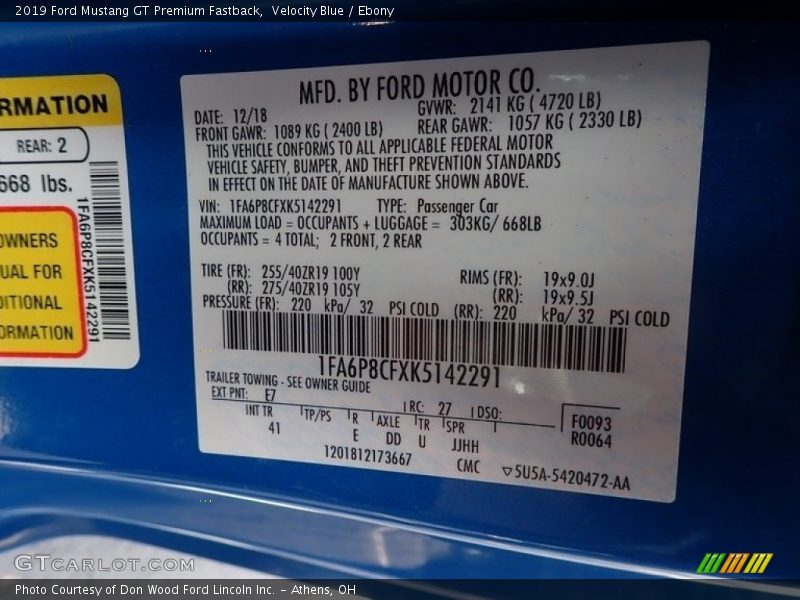 2019 Ford Mustang GT Premium Fastback, Velocity Blue / Ebony
RMATION
REAR: 2
668 lbs.
OWNERS
UAL FOR
DITIONAL
ORMATION
1FA6P8CFXK5142291
MFD. BY FORD MOTOR CO.
DATE: 12/18 GVWR: 2141 KG ( 4720 LB)
FRONT GAWR: 1089 KG ( 2400 LB) REAR GAWR: 1057 KG ( 2330 LB)
THIS VEHICLE CONFORMS TO ALL APPLICABLE FEDERAL MOTOR
VEHICLE SAFETY, BUMPER, AND THEFT PREVENTION STANDARDS
IN EFFECT ON THE DATE OF MANUFACTURE SHOWN ABOVE.
VIN: 1FA6P8CFXK5142291 TYPE: Passenger Car
MAXIMUM LOAD = OCCUPANTS + LUGGAGE = 303KG/ 668LB
OCCUPANTS = 4 TOTAL; 2 FRONT, 2 REAR
TIRE (FR): 255/40ZR19 100Y RIMS (FR): 19x9.0J
(RR): 275/40ZR19 105Y (RR): 19x9.5J
PRESSURE (FR): 220 kPa/ 32 PSI COLD (RR): 220 kPa/ 32 PSI COLD
1FA6P8CFXK5142291
TRAILER TOWING - SEE OWNER GUIDE
EXT PNT: E7 RC: 27 DSO: F0093
INT TR TP/PS R AXLE TR SPR R0064
41 E DD U JJHH
1201812173667 CMC 5U5A-5420472-AA
GTCARLOT.COM
Photo Courtesy of Don Wood Ford Lincoln Inc. – Athens, OH